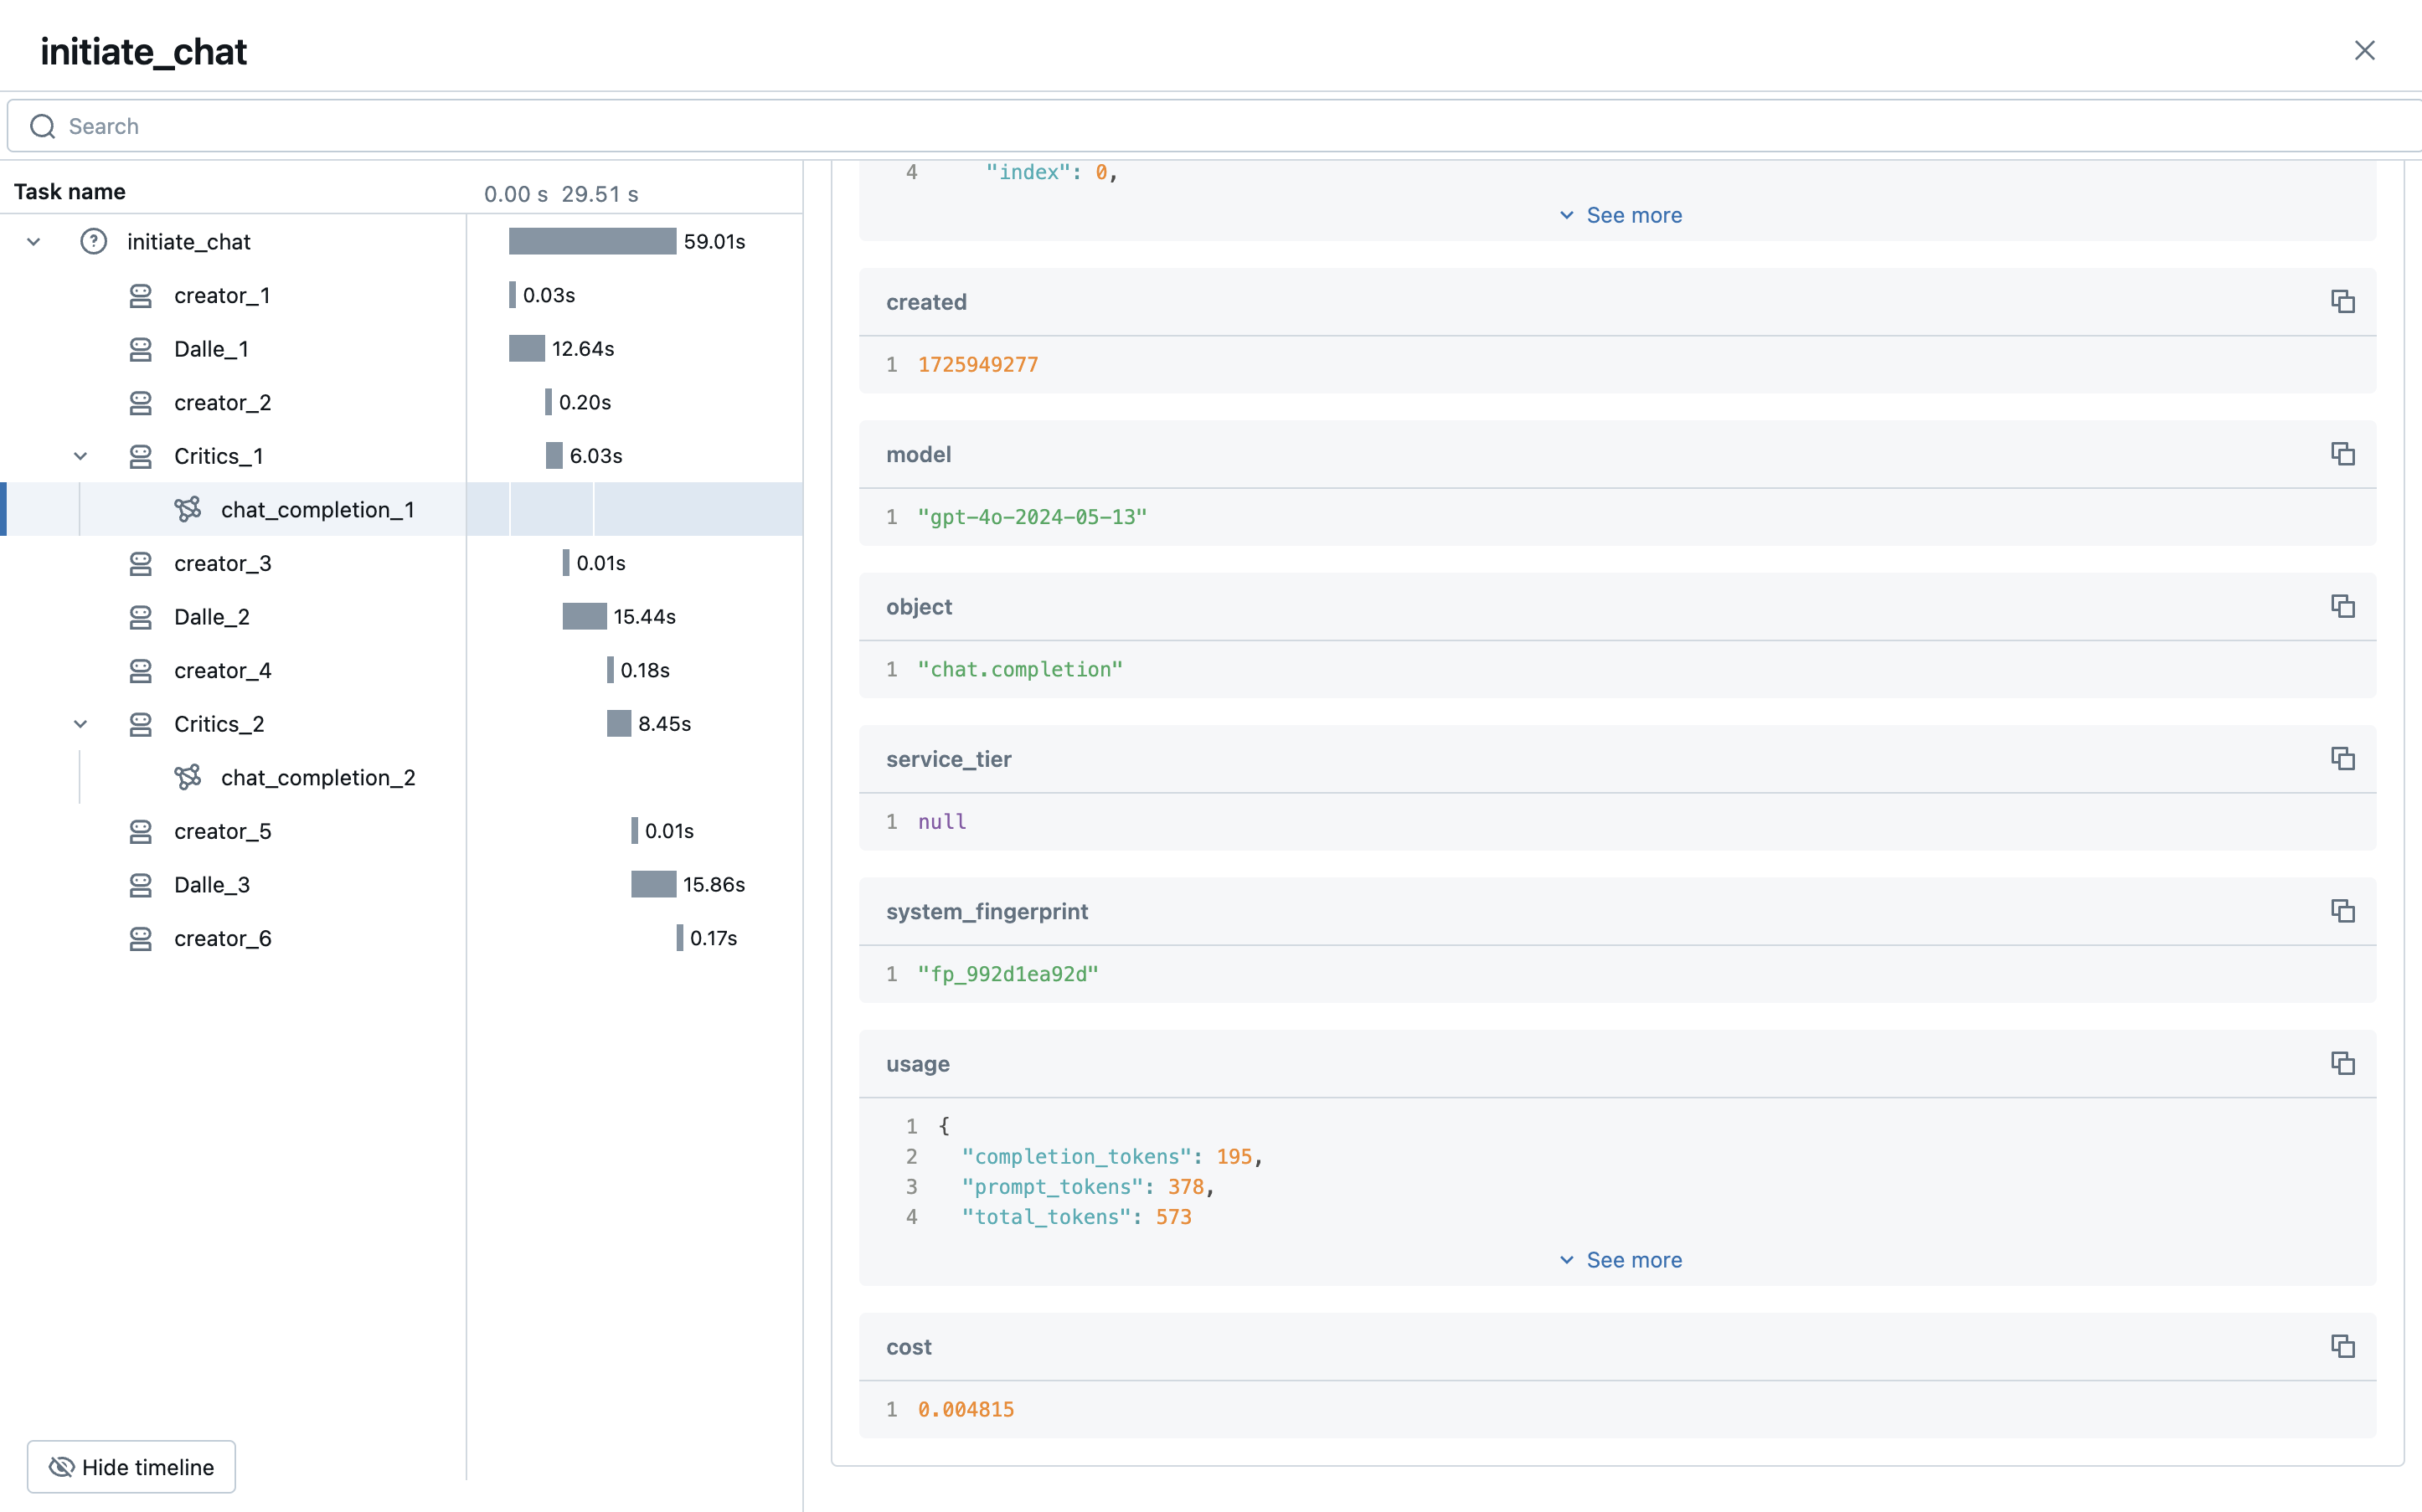 initiate_chat
Search
Task name 0.00 s 29.51 s
initiate_chat 59.01s
creator_1 0.03s
Dalle_1 12.64s
creator_2 0.20s
Critics_1 6.03s
chat_completion_1
creator_3 0.01s
Dalle_2 15.44s
creator_4 0.18s
Critics_2 8.45s
chat_completion_2
creator_5 0.01s
Dalle_3 15.86s
creator_6 0.17s
Hide timeline
4 "index": 0,
See more
created
1 1725949277
model
1 "gpt-4o-2024-05-13"
object
1 "chat.completion"
service_tier
1 null
system_fingerprint
1 "fp_992d1ea92d"
usage
1 {
2 "completion_tokens": 195,
3 "prompt_tokens": 378,
4 "total_tokens": 573
See more
cost
1 0.004815